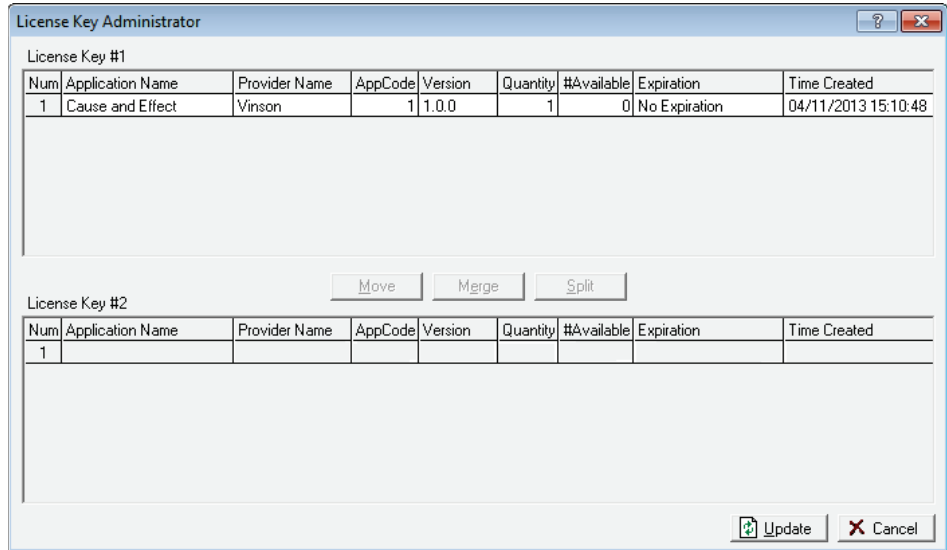 License Key Administrator
License Key #1
Num Application Name Provider Name AppCode Version Quantity #Available Expiration Time Created
1 Cause and Effect Vinson 1 1.0.0 1 0 No Expiration 04/11/2013 15:10:48
Move Merge Split
License Key #2
Num Application Name Provider Name AppCode Version Quantity #Available Expiration Time Created
1
Update Cancel